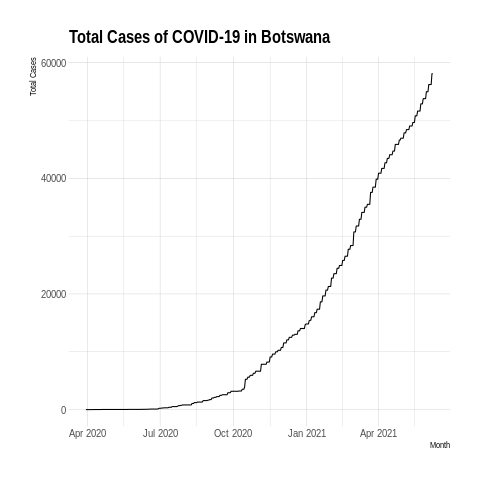 Total Cases of COVID-19 in Botswana
Total Cases
60000
40000
20000
0
Apr 2020 Jul 2020 Oct 2020 Jan 2021 Apr 2021
Month